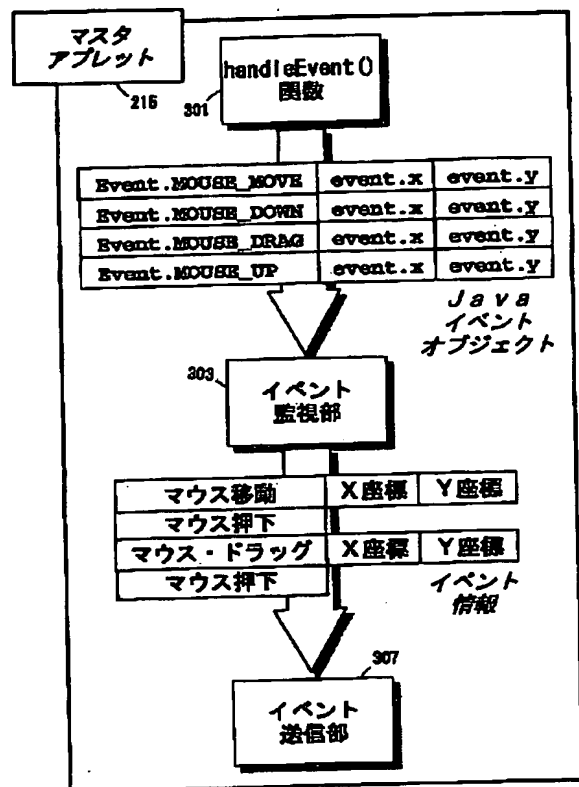 マスタ
アプレット
216
handleEvent()
関数
301
Event.MOUSE_MOVE event.x event.y
Event.MOUSE_DOWN event.x event.y
Event.MOUSE_DRAG event.x event.y
Event.MOUSE_UP event.x event.y
Java
イベント
オブジェクト
303
イベント
監視部
マウス移動 X座標 Y座標
マウス押下
マウス・ドラッグ X座標 Y座標
マウス押下
イベント
情報
307
イベント
送信部